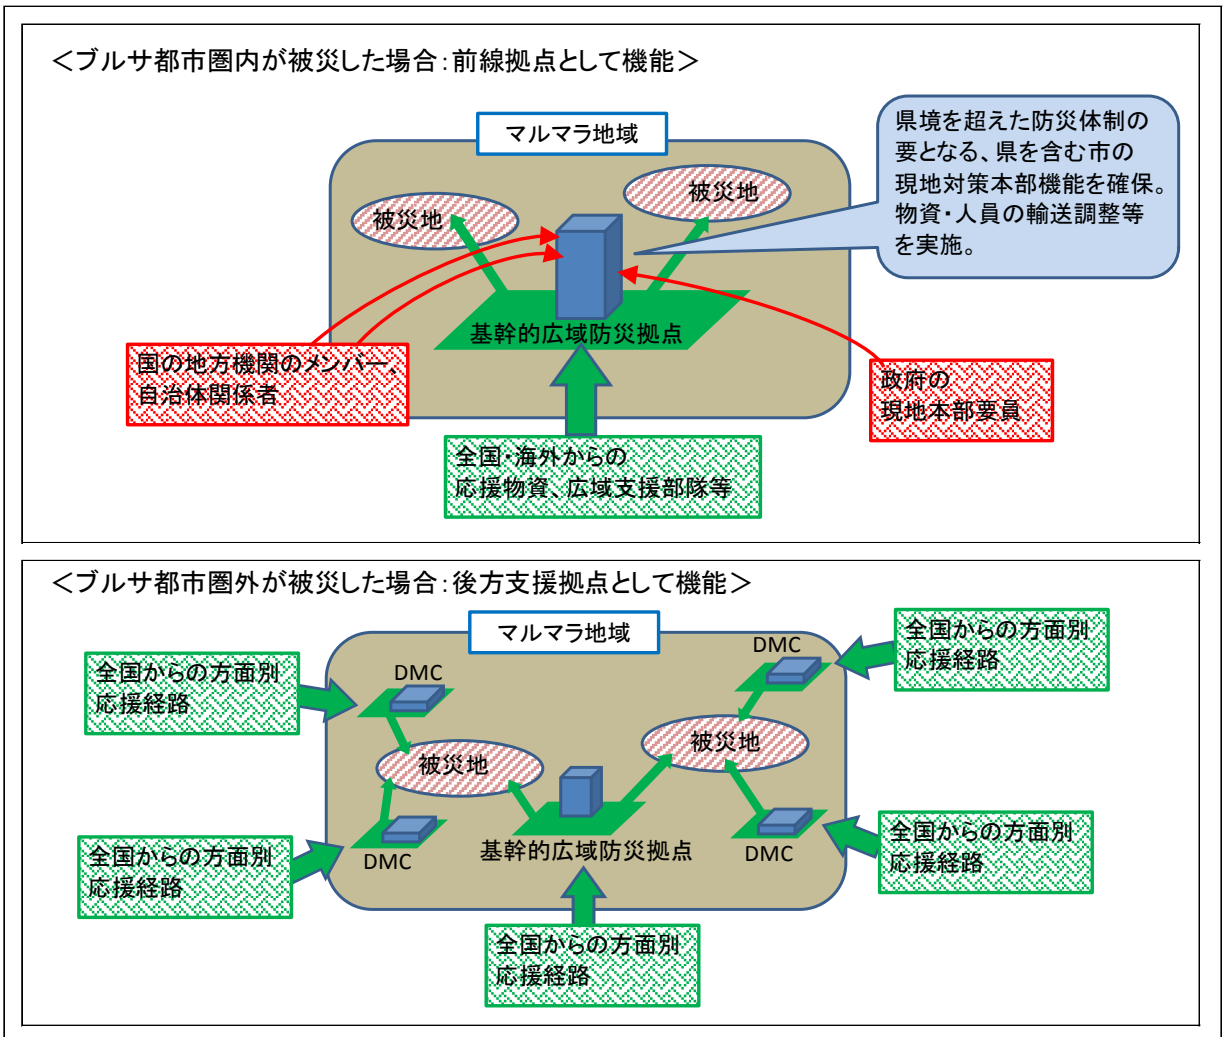 ＜ブルサ都市圏内が被災した場合：前線拠点として機能＞
マルマラ地域
県境を超えた防災体制の
要となる、県を含む市の
現地対策本部機能を確保。
物資・人員の輸送調整等
を実施。
被災地
被災地
基幹的広域防災拠点
国の地方機関のメンバー、
自治体関係者
政府の
現地本部要員
全国・海外からの
応援物資、広域支援部隊等
＜ブルサ都市圏外が被災した場合：後方支援拠点として機能＞
マルマラ地域
全国からの方面別
応援経路
DMC
DMC
全国からの方面別
応援経路
被災地
被災地
全国からの方面別
応援経路
DMC
基幹的広域防災拠点
DMC
全国からの方面別
応援経路
全国からの方面別
応援経路